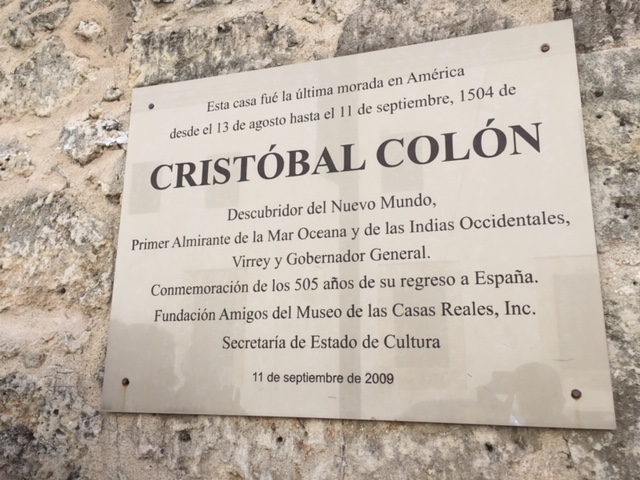 Esta casa fué la última morada en América
desde el 13 de agosto hasta el 11 de septiembre, 1504 de
CRISTÓBAL COLÓN
Descubridor del Nuevo Mundo,
Primer Almirante de la Mar Oceana y de las Indias Occidentales,
Virrey y Gobernador General.
Conmemoración de los 505 años de su regreso a España.
Fundación Amigos del Museo de las Casas Reales, Inc.
Secretaría de Estado de Cultura
11 de septiembre de 2009